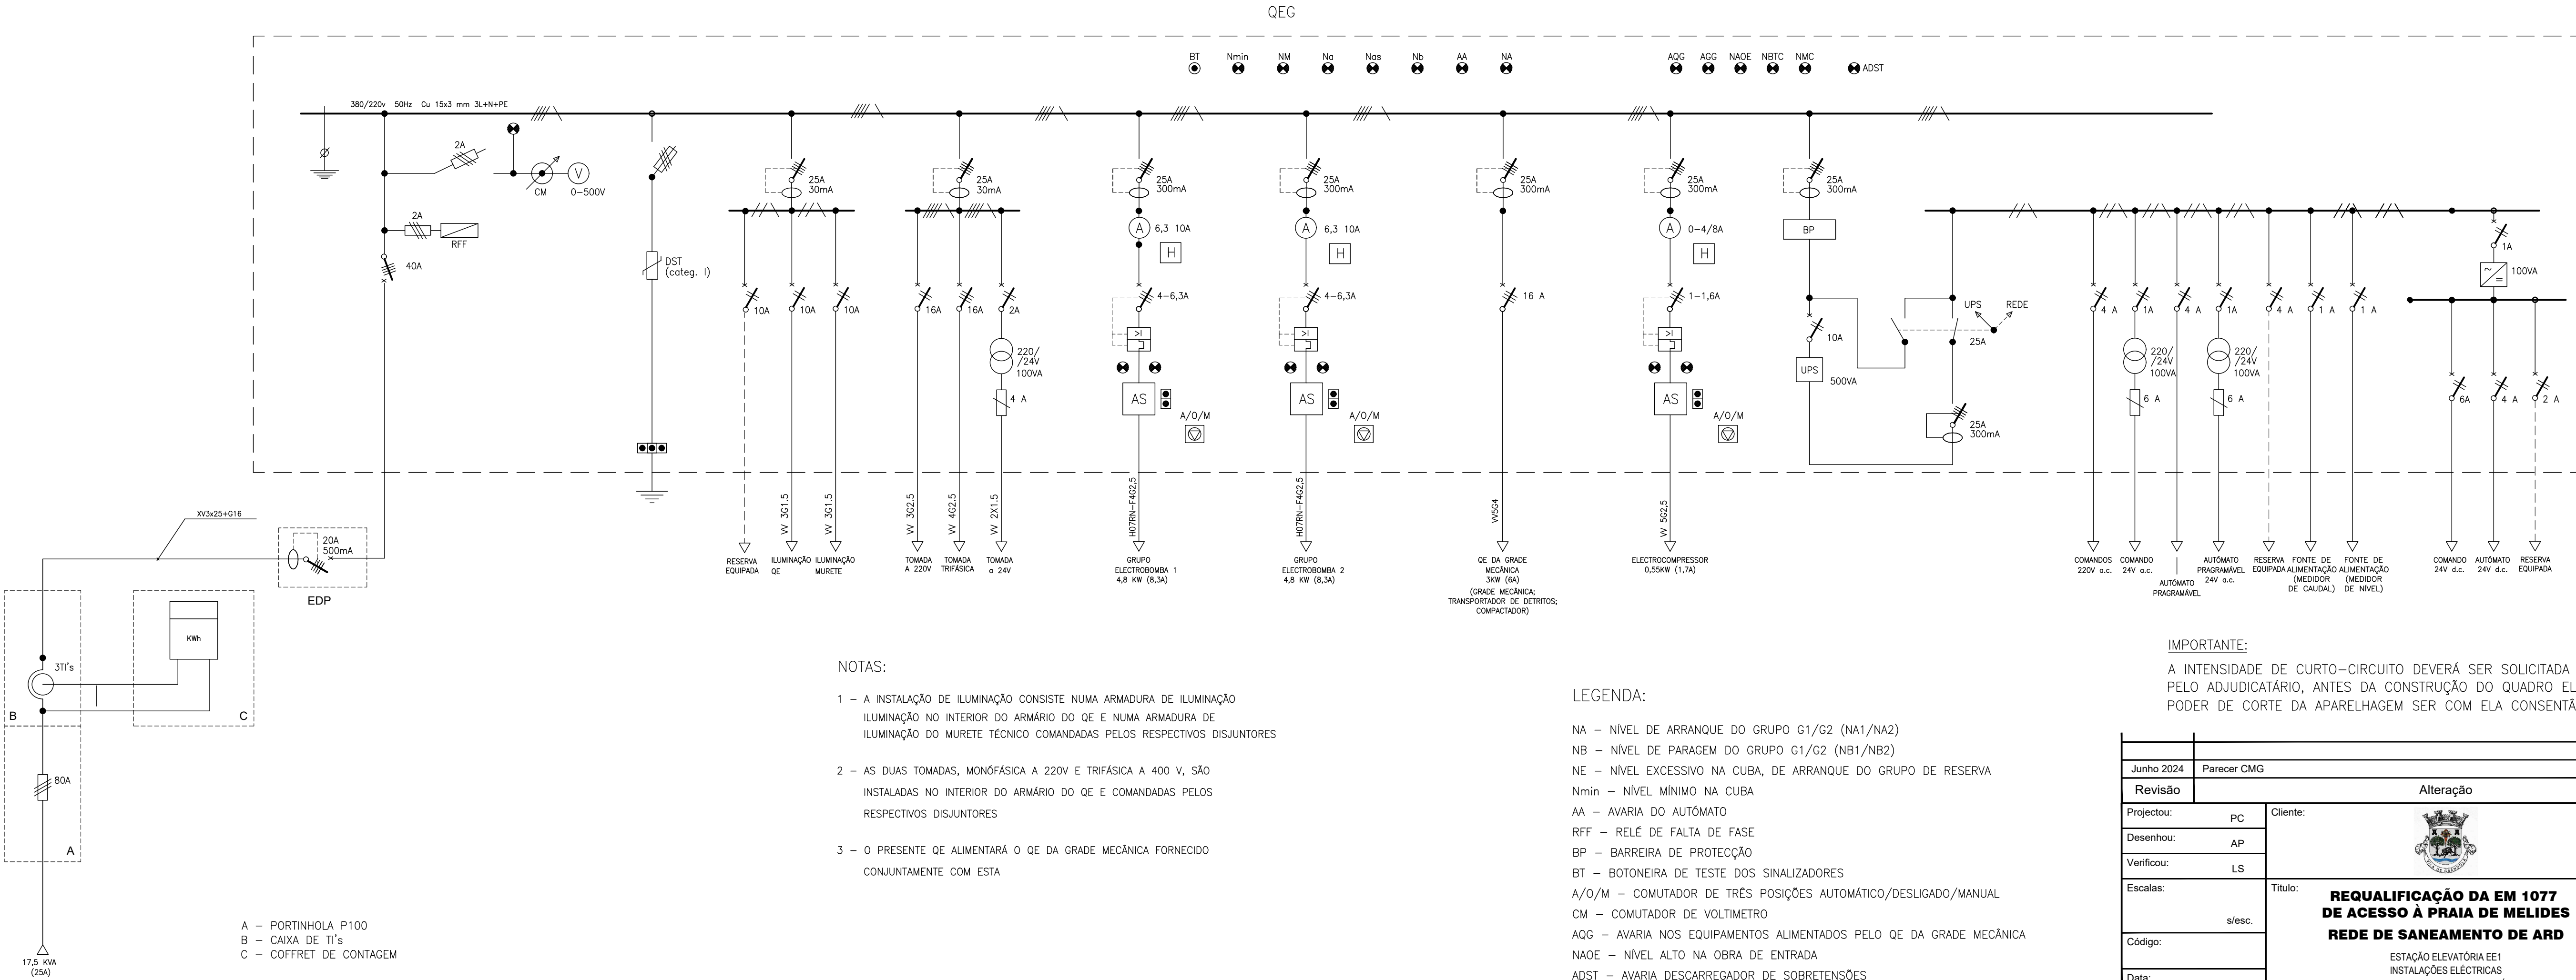 QEG
BT Nmin NM Na Nas Nb AA NA AQG AGG NAOE NBTC NMC ADST
380/220v 50Hz Cu 15x3 mm 3L+N+PE
2A
CM
V
0-500V
2A
RFF
40A
DST
(categ. I)
25A
30mA
10A
10A
10A
25A
30mA
16A
16A
2A
220/
/24V
100VA
4 A
25A
300mA
A
6,3 10A
H
4-6,3A
>I
AS
A/O/M
25A
300mA
A
6,3 10A
H
4-6,3A
>I
AS
A/O/M
25A
300mA
16 A
25A
300mA
A
0-4/8A
H
1-1,6A
>I
AS
A/O/M
25A
300mA
BP
10A
UPS
500VA
UPS
REDE
25A
25A
300mA
4 A
1A
220/
/24V
100VA
6 A
4 A
1A
220/
/24V
100VA
6 A
4 A
1 A
1 A
1A
~
=
100VA
6A
4 A
2 A
VV 3G1.5
VV 3G1.5
VV 3G2.5
VV 4G2.5
VV 2X1.5
H07RN-F4G2,5
H07RN-F4G2,5
VV5G4
VV 5G2,5
RESERVA
EQUIPADA
ILUMINAÇÃO
QE
ILUMINAÇÃO
MURETE
TOMADA
A 220V
TOMADA
TRIFÁSICA
TOMADA
a 24V
GRUPO
ELECTROBOMBA 1
4,8 KW (8,3A)
GRUPO
ELECTROBOMBA 2
4,8 KW (8,3A)
QE DA GRADE
MECÂNICA
3KW (6A)
(GRADE MECÂNICA;
TRANSPORTADOR DE DETRITOS;
COMPACTADOR)
ELECTROCOMPRESSOR
0,55KW (1,7A)
COMANDOS
220V a.c.
COMANDO
24V a.c.
AUTÓMATO
PRAGRAMÁVEL
AUTÓMATO
PRAGRAMÁVEL
24V a.c.
RESERVA
EQUIPADA
FONTE DE
ALIMENTAÇÃO
(MEDIDOR
DE CAUDAL)
FONTE DE
ALIMENTAÇÃO
(MEDIDOR
DE NÍVEL)
COMANDO
24V d.c.
AUTÓMATO
24V d.c.
RESERVA
EQUIPADA
XV3x25+G16
20A
500mA
EDP
KWh
3TI's
B
C
80A
A
17,5 KVA
(25A)
A - PORTINHOLA P100
B - CAIXA DE TI's
C - COFFRET DE CONTAGEM
NOTAS:
1 - A INSTALAÇÃO DE ILUMINAÇÃO CONSISTE NUMA ARMADURA DE ILUMINAÇÃO
ILUMINAÇÃO NO INTERIOR DO ARMÁRIO DO QE E NUMA ARMADURA DE
ILUMINAÇÃO DO MURETE TÉCNICO COMANDADAS PELOS RESPECTIVOS DISJUNTORES
2 - AS DUAS TOMADAS, MONÓFÁSICA A 220V E TRIFÁSICA A 400 V, SÃO
INSTALADAS NO INTERIOR DO ARMÁRIO DO QE E COMANDADAS PELOS
RESPECTIVOS DISJUNTORES
3 - O PRESENTE QE ALIMENTARÁ O QE DA GRADE MECÂNICA FORNECIDO
CONJUNTAMENTE COM ESTA
LEGENDA:
NA - NÍVEL DE ARRANQUE DO GRUPO G1/G2 (NA1/NA2)
NB - NÍVEL DE PARAGEM DO GRUPO G1/G2 (NB1/NB2)
NE - NÍVEL EXCESSIVO NA CUBA, DE ARRANQUE DO GRUPO DE RESERVA
Nmin - NÍVEL MÍNIMO NA CUBA
AA - AVARIA DO AUTÓMATO
RFF - RELÉ DE FALTA DE FASE
BP - BARREIRA DE PROTECÇÃO
BT - BOTONEIRA DE TESTE DOS SINALIZADORES
A/O/M - COMUTADOR DE TRÊS POSIÇÕES AUTOMÁTICO/DESLIGADO/MANUAL
CM - COMUTADOR DE VOLTIMETRO
AQG - AVARIA NOS EQUIPAMENTOS ALIMENTADOS PELO QE DA GRADE MECÂNICA
NAOE - NÍVEL ALTO NA OBRA DE ENTRADA
ADST - AVARIA DESCARREGADOR DE SOBRETENSÕES
IMPORTANTE:
A INTENSIDADE DE CURTO-CIRCUITO DEVERÁ SER SOLICITADA
PELO ADJUDICATÁRIO, ANTES DA CONSTRUÇÃO DO QUADRO EL
PODER DE CORTE DA APARELHAGEM SER COM ELA CONSENTÂ
Junho 2024 Parecer CMG
Revisão Alteração
Projectou: PC
Cliente:
Desenhou: AP
Verificou: LS
Escalas: s/esc.
Titulo:
REQUALIFICAÇÃO DA EM 1077
DE ACESSO À PRAIA DE MELIDES
REDE DE SANEAMENTO DE ARD
Código:
ESTAÇÃO ELEVATÓRIA EE1
INSTALAÇÕES ELÉCTRICAS
Data: